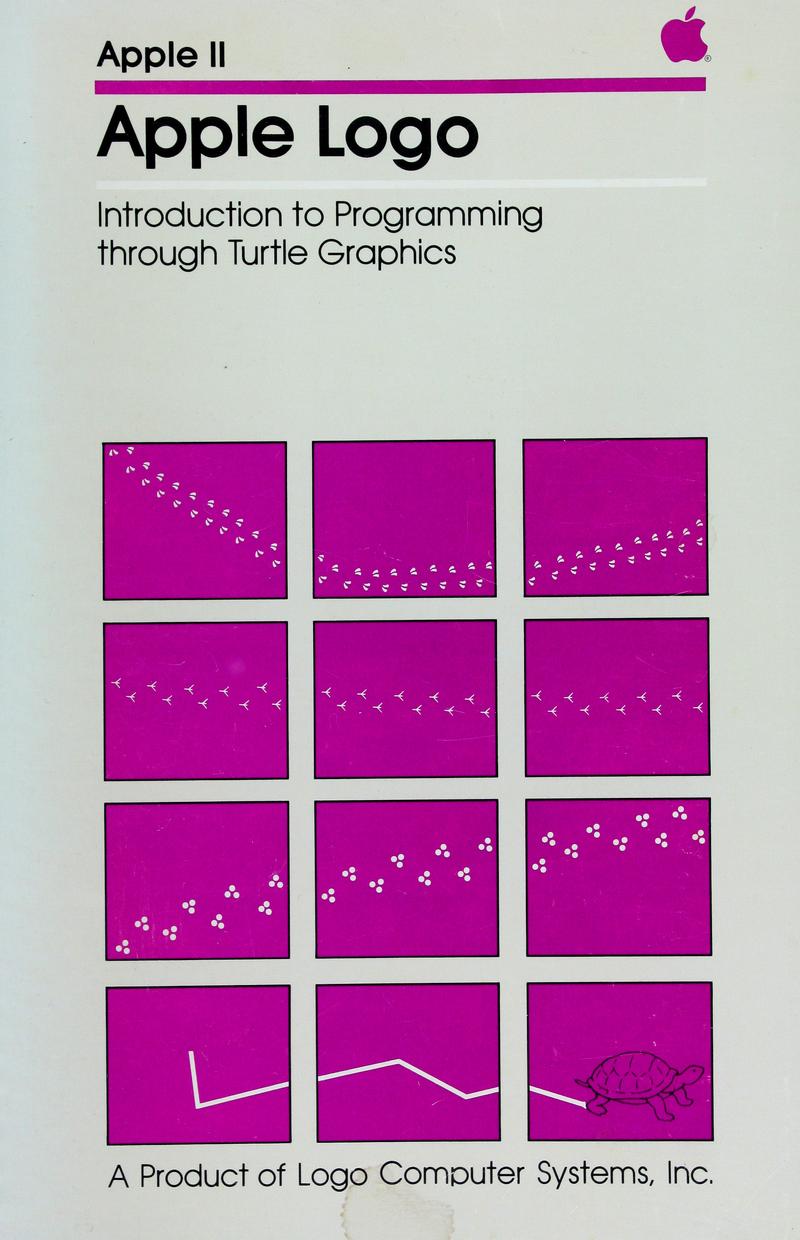 Apple II
®
Apple Logo
Introduction to Programming
through Turtle Graphics
A Product of Logo Computer Systems, Inc.